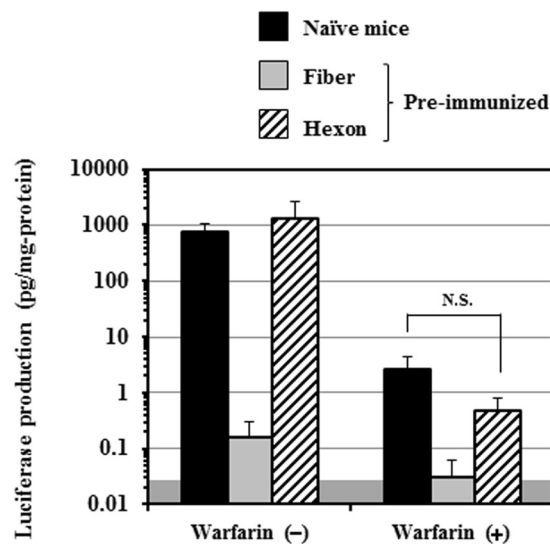 Naïve mice
Fiber
Hexon
Pre-immunized
Luciferase production (pg/mg-protein)
10000
1000
100
10
1
0.1
0.01
N.S.
Warfarin (−)
Warfarin (+)